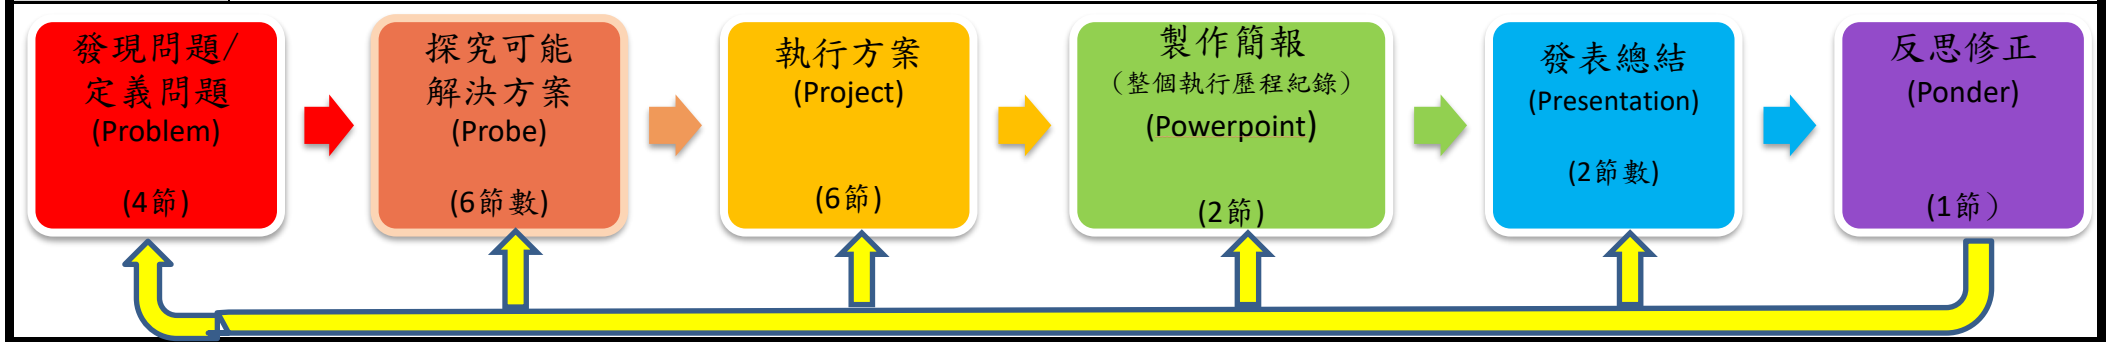 發現問題/
定義問題
(Problem)
(4節)
探究可能
解決方案
(Probe)
(6節數)
執行方案
(Project)
(6節)
製作簡報
（整個執行歷程紀錄）
(Powerpoint)
(2節)
發表總結
(Presentation)
(2節數)
反思修正
(Ponder)
(1節）